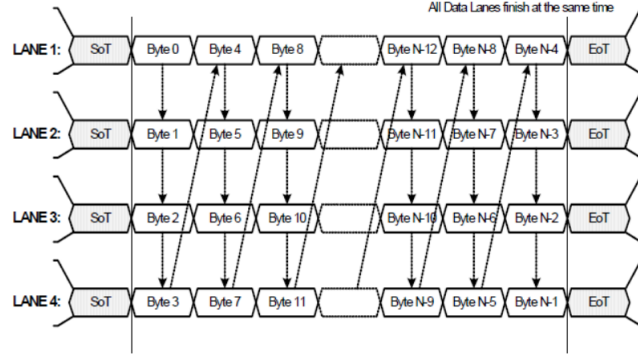 All Data Lanes finish at the same time
LANE 1: SoT Byte 0 Byte 4 Byte 8 Byte N-12 Byte N-8 Byte N-4 EoT
LANE 2: SoT Byte 1 Byte 5 Byte 9 Byte N-11 Byte N-7 Byte N-3 EoT
LANE 3: SoT Byte 2 Byte 6 Byte 10 Byte N-10 Byte N-6 Byte N-2 EoT
LANE 4: SoT Byte 3 Byte 7 Byte 11 Byte N-9 Byte N-5 Byte N-1 EoT